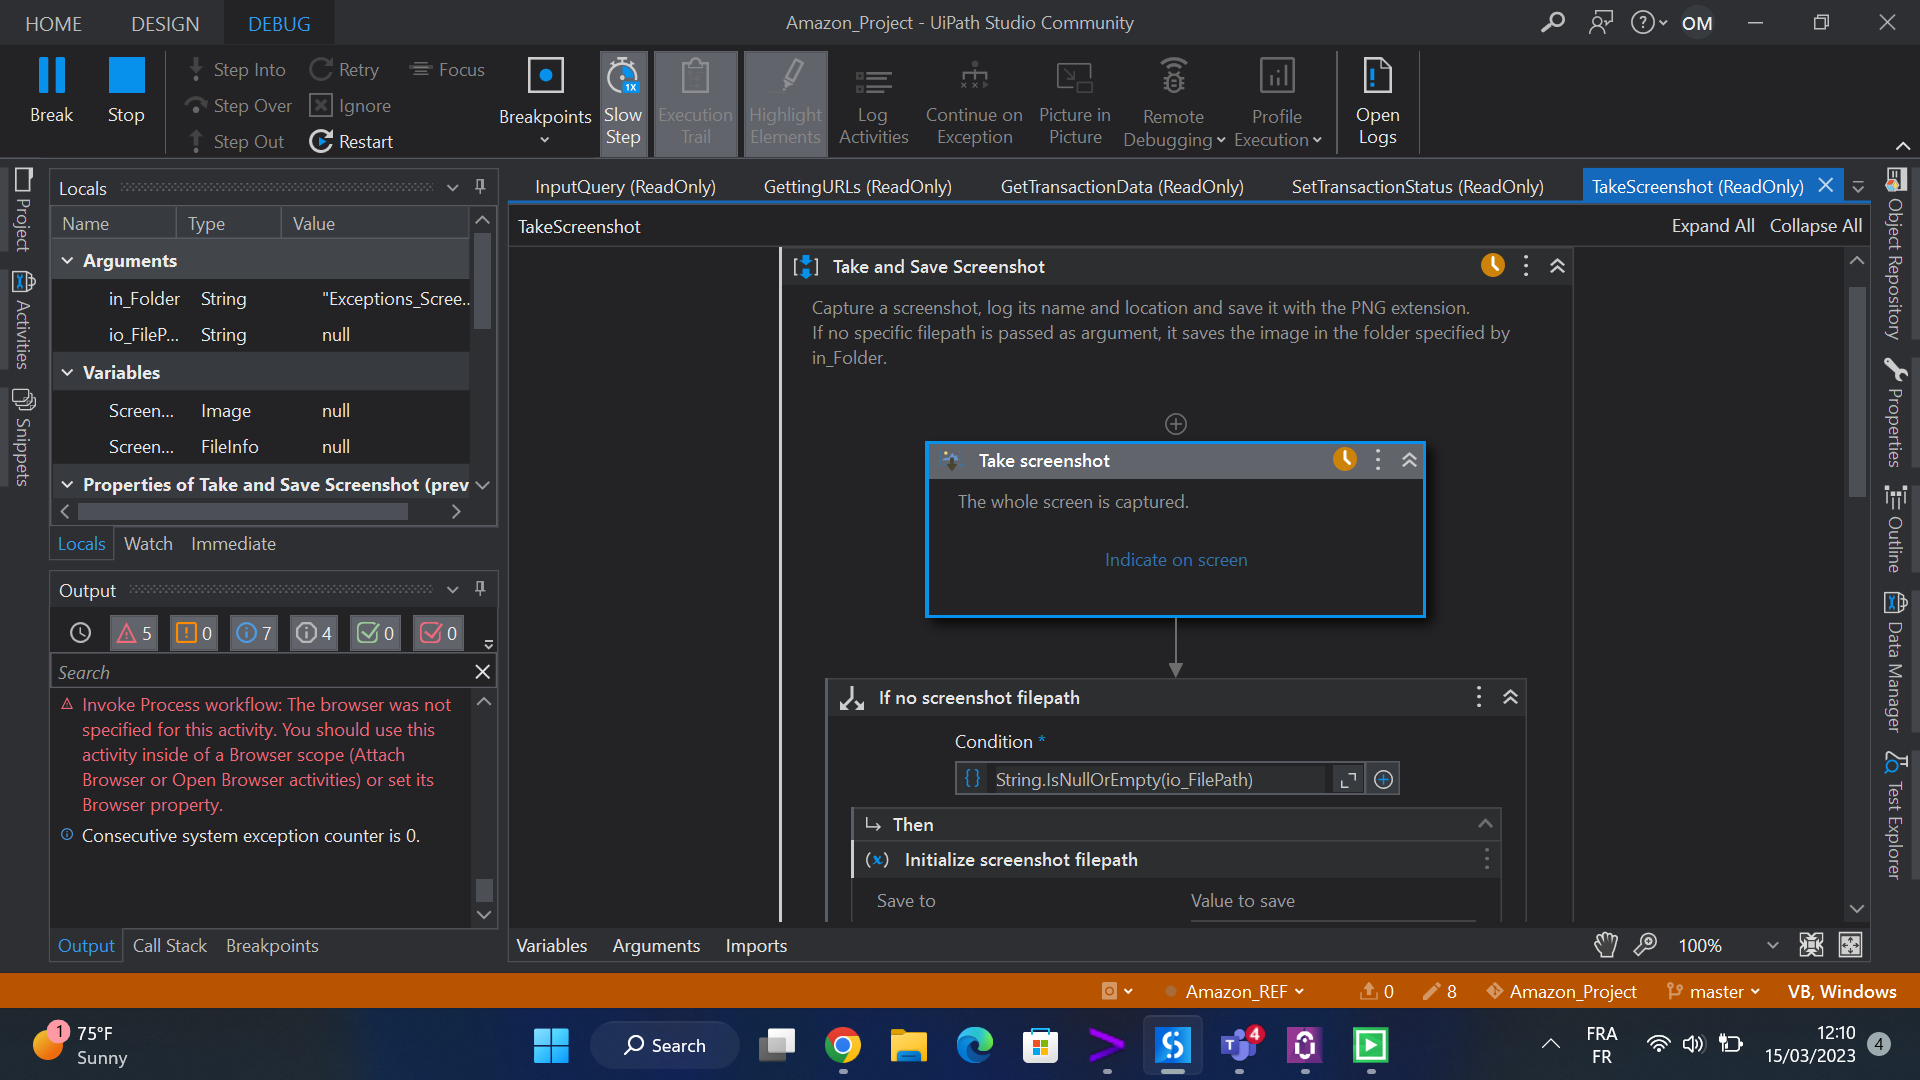 HOME DESIGN DEBUG Amazon_Project - UiPath Studio Community OM
Break
Stop
Step Into
Step Over
Step Out
Retry
Ignore
Restart
Focus
Breakpoints
1X
Slow
Step
Execution
Trail
Highlight
Elements
Log
Activities
Continue on
Exception
Picture in
Picture
Remote
Debugging
Profile
Execution
Open
Logs
Project
Activities
Snippets
Locals
Name Type Value
Arguments
in_Folder String "Exceptions_Scree..
io_FileP... String null
Variables
Screen... Image null
Screen... FileInfo null
Properties of Take and Save Screenshot (prev
Locals Watch Immediate
Output
5 0 7 4 0 0
Search
Invoke Process workflow: The browser was not
specified for this activity. You should use this
activity inside of a Browser scope (Attach
Browser or Open Browser activities) or set its
Browser property.
Consecutive system exception counter is 0.
Output Call Stack Breakpoints
InputQuery (ReadOnly) GettingURLs (ReadOnly) GetTransactionData (ReadOnly) SetTransactionStatus (ReadOnly) TakeScreenshot (ReadOnly)
TakeScreenshot Expand All Collapse All
Take and Save Screenshot
Capture a screenshot, log its name and location and save it with the PNG extension.
If no specific filepath is passed as argument, it saves the image in the folder specified by
in_Folder.
Take screenshot
The whole screen is captured.
Indicate on screen
If no screenshot filepath
Condition *
String.IsNullOrEmpty(io_FilePath)
Then
(x) Initialize screenshot filepath
Save to Value to save
Variables Arguments Imports 100%
Object Repository
Properties
Outline
Data Manager
Test Explorer
Amazon_REF 0 8 Amazon_Project master VB, Windows
1
75°F
Sunny
Search
T
4
FRA
FR
12:10
15/03/2023
4